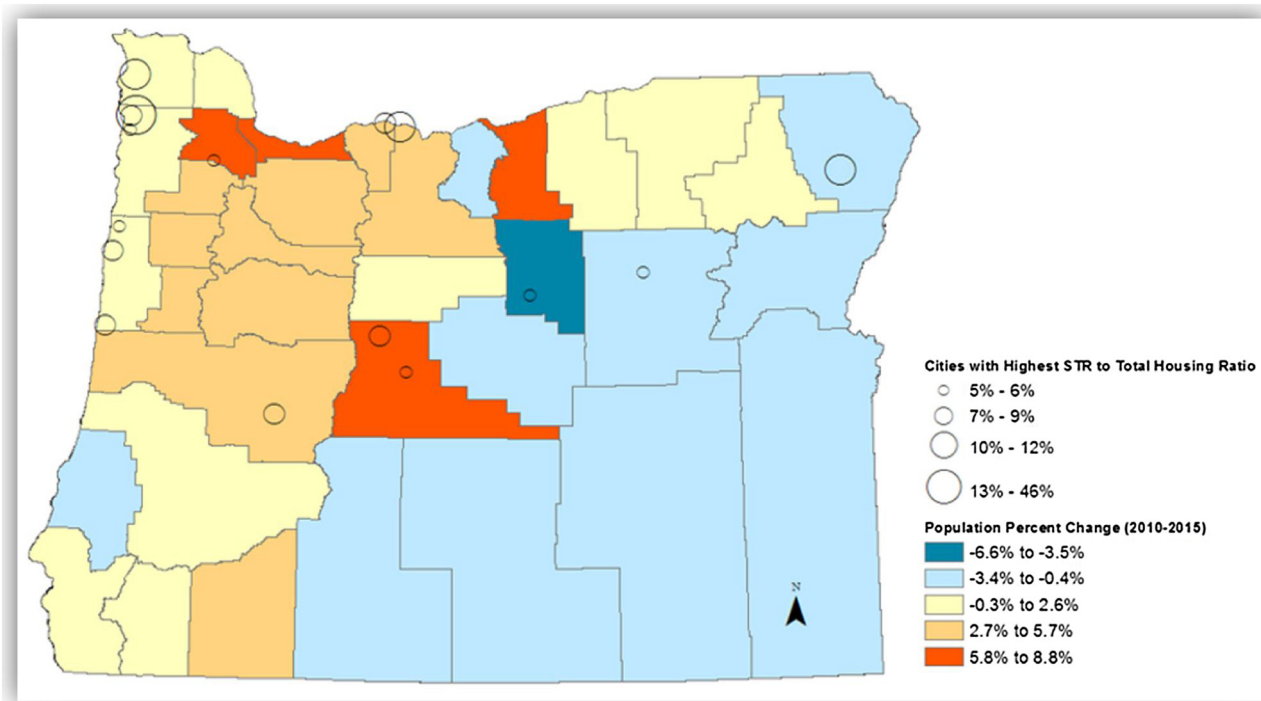 Cities with Highest STR to Total Housing Ratio
5% - 6%
7% - 9%
10% - 12%
13% - 46%
Population Percent Change (2010-2015)
-6.6% to -3.5%
-3.4% to -0.4%
-0.3% to 2.6%
2.7% to 5.7%
5.8% to 8.8%
N